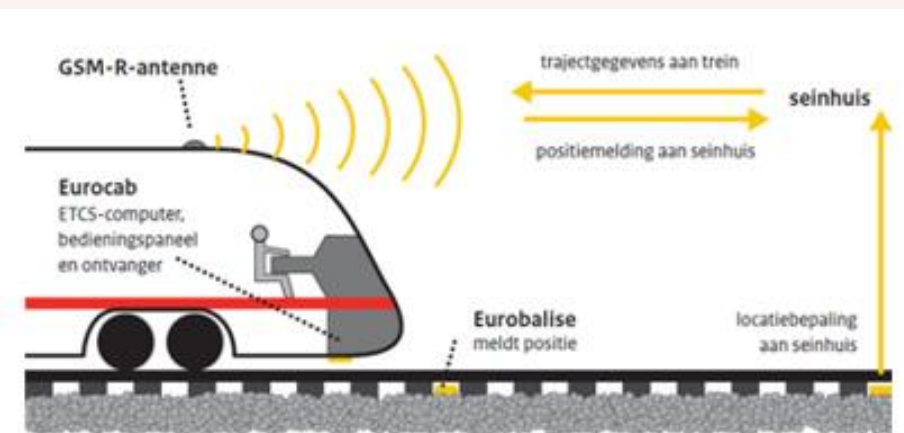 GSM-R-antenne
trajectgegevens aan trein
seinhuis
positiemelding aan seinhuis
Eurocab
ETCS-computer,
bedieningspaneel
en ontvanger
Eurobalise
meldt positie
locatiebepaling
aan seinhuis